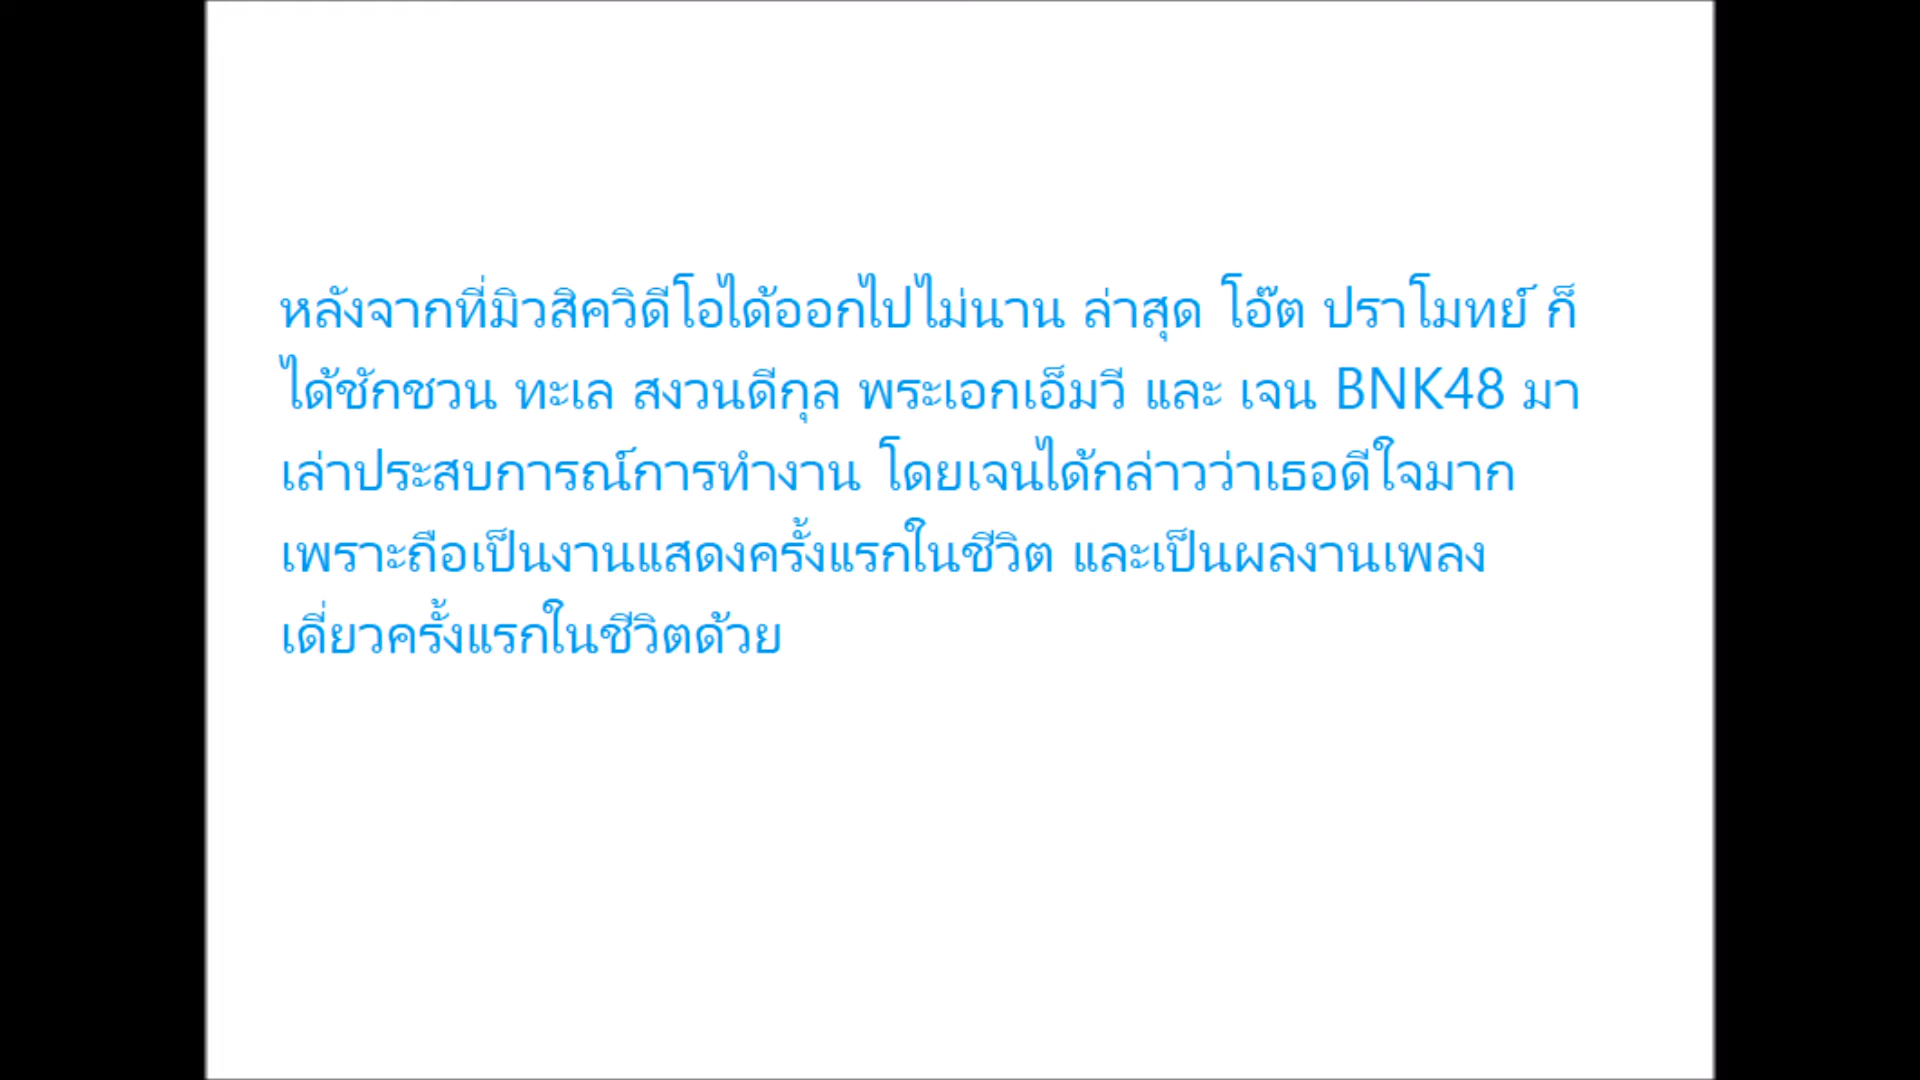 หลังจากที่มิวสิควิดีโอได้ออกไปไม่นาน ล่าสุด โอ๊ต ปราโมทย์ ก็
ได้ชักชวน ทะเล สงวนดีกุล พระเอกเอ็มวี และ เจน BNK48 มา
เล่าประสบการณ์การทำงาน โดยเจนได้กล่าวว่าเธอดีใจมาก
เพราะถือเป็นงานแสดงครั้งแรกในชีวิต และเป็นผลงานเพลง
เดี่ยวครั้งแรกในชีวิตด้วย